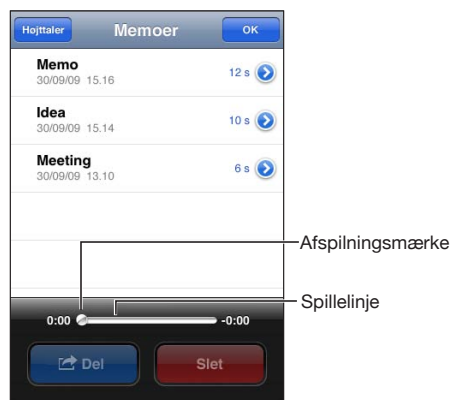 Højttaler Memoer OK
Memo
30/09/09 15.16 12 s
Idea
30/09/09 15.14 10 s
Meeting
30/09/09 13.10 6 s
Afspilningsmærke
Spillelinje
0:00 -0:00
Del Slet